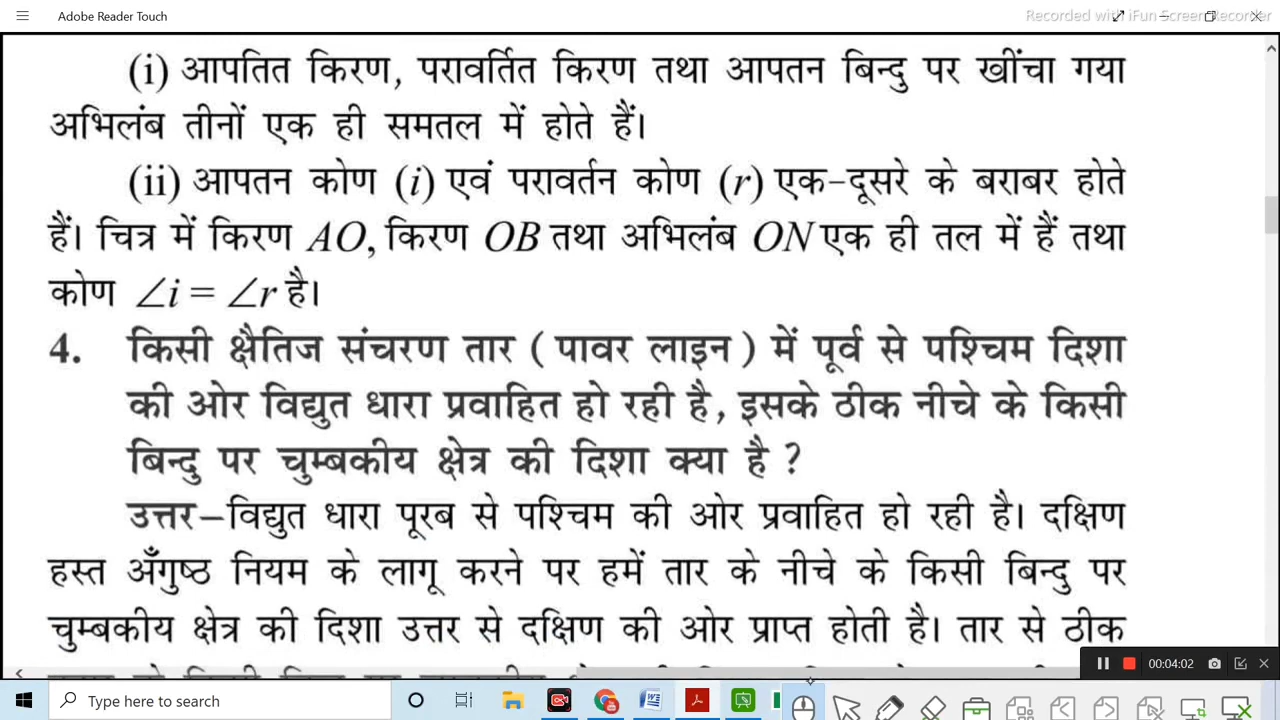 Adobe Reader Touch
Recorded with iFun Screen Recorder
(i) आपतित किरण, परावर्तित किरण तथा आपतन बिन्दु पर खींचा गया
अभिलंब तीनों एक ही समतल में होते हैं।
(ii) आपतन कोण (i) एवं परावर्तन कोण (r) एक-दूसरे के बराबर होते
हैं। चित्र में किरण AO, किरण OB तथा अभिलंब ON एक ही तल में हैं तथा
कोण ∠i = ∠r है।
4. किसी क्षैतिज संचरण तार ( पावर लाइन ) में पूर्व से पश्चिम दिशा
की ओर विद्युत धारा प्रवाहित हो रही है, इसके ठीक नीचे के किसी
बिन्दु पर चुम्बकीय क्षेत्र की दिशा क्या है ?
उत्तर–विद्युत धारा पूरब से पश्चिम की ओर प्रवाहित हो रही है। दक्षिण
हस्त अँगुष्ठ नियम के लागू करने पर हमें तार के नीचे के किसी बिन्दु पर
चुम्बकीय क्षेत्र की दिशा उत्तर से दक्षिण की ओर प्राप्त होती है। तार से ठीक
00:04:02
Type here to search